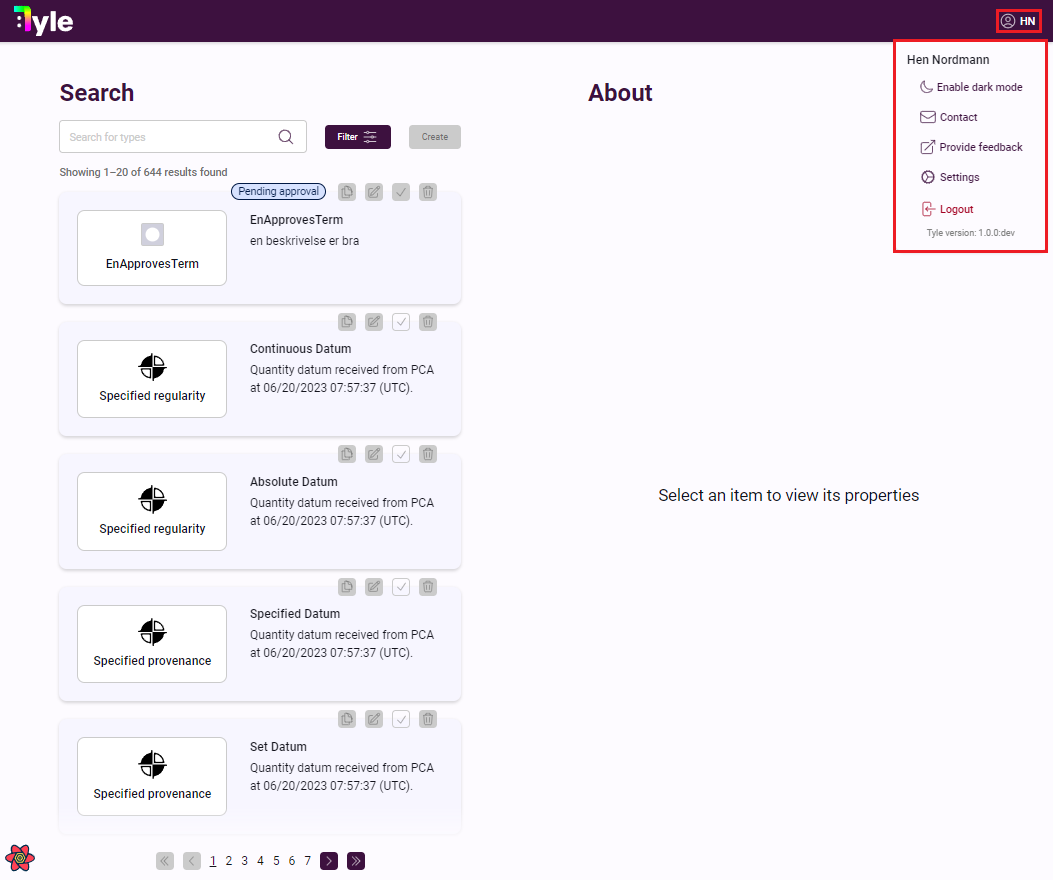 Tyle
HN
Hen Nordmann
Enable dark mode
Contact
Provide feedback
Settings
Logout
Tyle version: 1.0.0:dev
Search
Search for types
Filter
Create
Showing 1–20 of 644 results found
Pending approval
EnApprovesTerm
EnApprovesTerm
en beskrivelse er bra
Specified regularity
Continuous Datum
Quantity datum received from PCA
at 06/20/2023 07:57:37 (UTC).
Specified regularity
Absolute Datum
Quantity datum received from PCA
at 06/20/2023 07:57:37 (UTC).
Specified provenance
Specified Datum
Quantity datum received from PCA
at 06/20/2023 07:57:37 (UTC).
Specified provenance
Set Datum
Quantity datum received from PCA
at 06/20/2023 07:57:37 (UTC).
1 2 3 4 5 6 7
About
Select an item to view its properties